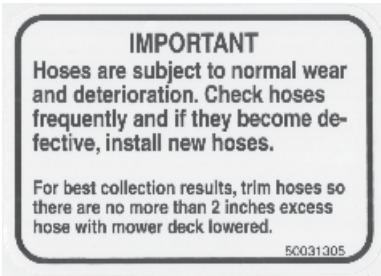 IMPORTANT
Hoses are subject to normal wear
and deterioration. Check hoses
frequently and if they become de-
fective, install new hoses.
For best collection results, trim hoses so
there are no more than 2 inches excess
hose with mower deck lowered.
50031305